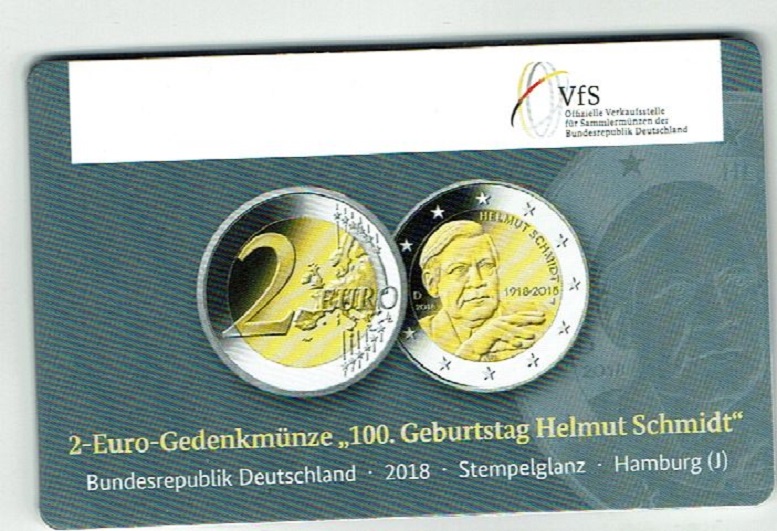 VfS
Offizielle Verkaufsstelle
für Sammlermünzen der
Bundesrepublik Deutschland
2 EURO
HELMUT SCHMIDT
D
2018
1918-2015
2-Euro-Gedenkmünze „100. Geburtstag Helmut Schmidt“
Bundesrepublik Deutschland · 2018 · Stempelglanz · Hamburg (J)